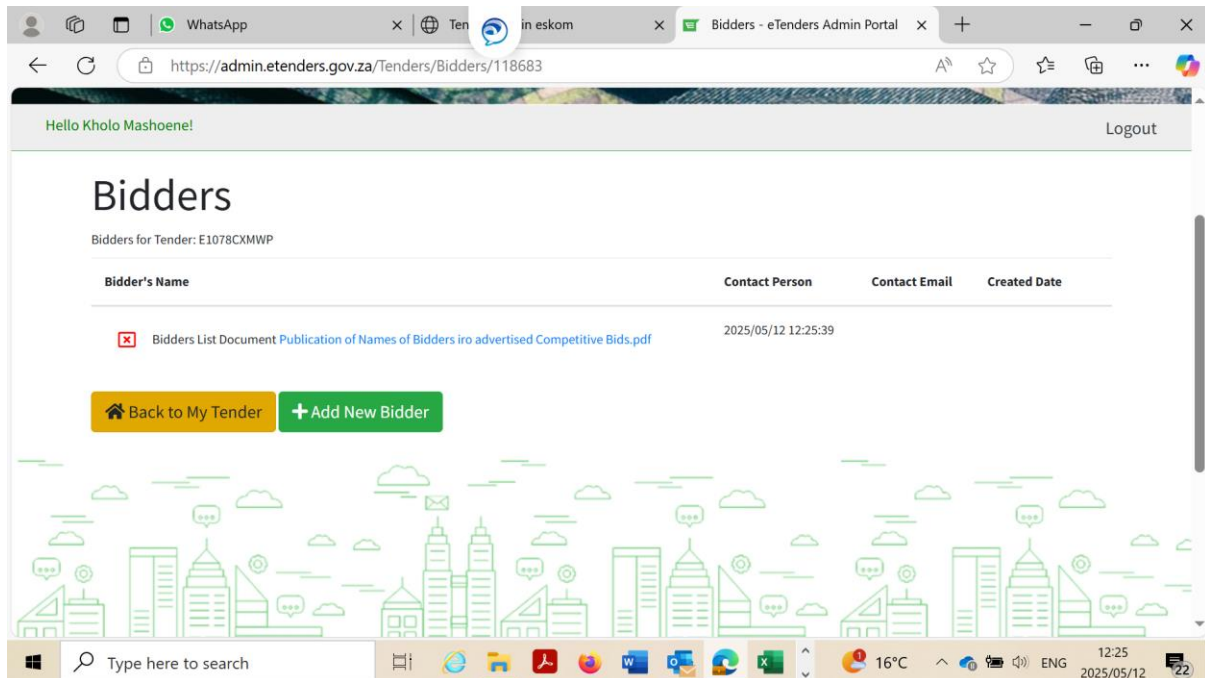 WhatsApp
Ten in eskom
Bidders - eTenders Admin Portal
https://admin.etenders.gov.za/Tenders/Bidders/118683
Hello Kholo Mashoene!
Logout
Bidders
Bidders for Tender: E1078CXMWP
Bidder's Name Contact Person Contact Email Created Date
Bidders List Document Publication of Names of Bidders iro advertised Competitive Bids.pdf 2025/05/12 12:25:39
Back to My Tender
Add New Bidder
Type here to search
16°C
ENG
12:25
2025/05/12
22